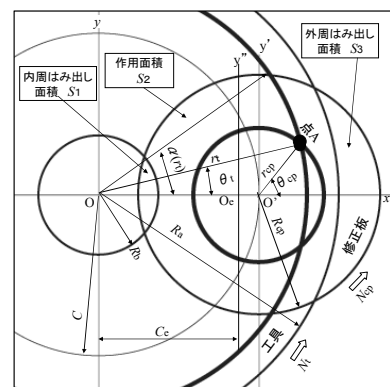 y
y"
y'
外周はみ出し
面積 S3
作用面積
S2
内周はみ出し
面積 S1
点A
α(rt)
rt
rcp
θt
θcp
O
Oc
O'
x
Ra
Rcp
Rb
C
Cc
修正板
Ncp
工具
Nt